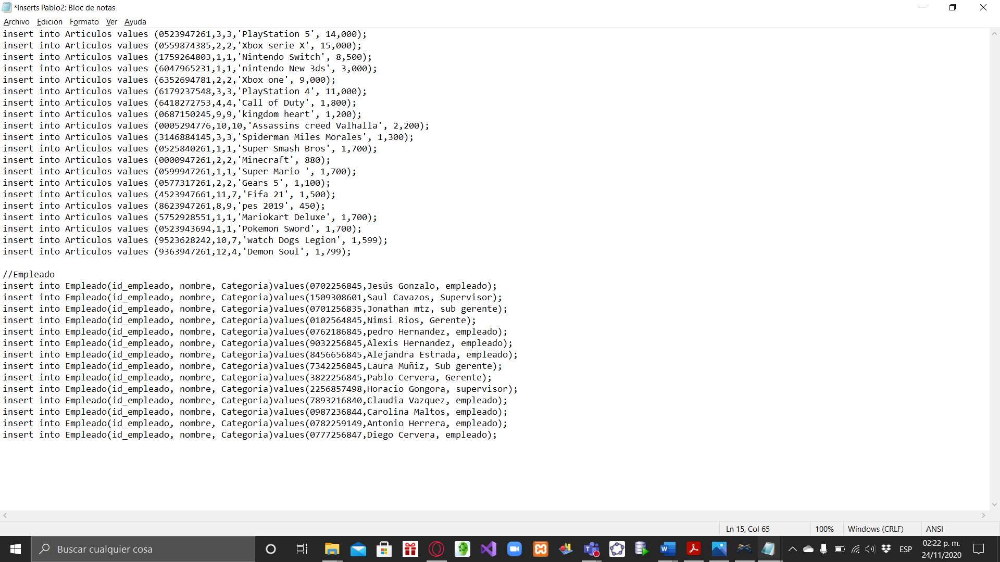 *Inserts Pablo2: Bloc de notas
Archivo Edición Formato Ver Ayuda
insert into Articulos values (0523947261,3,3,'PlayStation 5', 14,000);
insert into Articulos values (0559874385,2,2,'Xbox serie X', 15,000);
insert into Articulos values (1759264803,1,1,'Nintendo Switch', 8,500);
insert into Articulos values (6047965231,1,1,'nintendo New 3ds', 3,000);
insert into Articulos values (6352694781,2,2,'Xbox one', 9,000);
insert into Articulos values (6179237548,3,3,'PlayStation 4', 11,000);
insert into Articulos values (6418272753,4,4,'Call of Duty', 1,800);
insert into Articulos values (0687150245,9,9,'kingdom heart', 1,200);
insert into Articulos values (0005294776,10,10,'Assassins creed Valhalla', 2,200);
insert into Articulos values (3146884145,3,3,'Spiderman Miles Morales', 1,300);
insert into Articulos values (0525840261,1,1,'Super Smash Bros', 1,700);
insert into Articulos values (0000947261,2,2,'Minecraft', 880);
insert into Articulos values (0599947261,1,1,'Super Mario ', 1,700);
insert into Articulos values (0577317261,2,2,'Gears 5', 1,100);
insert into Articulos values (4523947661,11,7,'Fifa 21', 1,500);
insert into Articulos values (8623947261,8,9,'pes 2019', 450);
insert into Articulos values (5752928551,1,1,'Mariokart Deluxe', 1,700);
insert into Articulos values (0523943694,1,1,'Pokemon Sword', 1,700);
insert into Articulos values (9523628242,10,7,'watch Dogs Legion', 1,599);
insert into Articulos values (9363947261,12,4,'Demon Soul', 1,799);
//Empleado
insert into Empleado(id_empleado, nombre, Categoria)values(0702256845,Jesús Gonzalo, empleado);
insert into Empleado(id_empleado, nombre, Categoria)values(1509308601,Saul Cavazos, Supervisor);
insert into Empleado(id_empleado, nombre, Categoria)values(0701256835,Jonathan mtz, sub gerente);
insert into Empleado(id_empleado, nombre, Categoria)values(0102564845,Nimsi Rios, Gerente);
insert into Empleado(id_empleado, nombre, Categoria)values(0762186845,pedro Hernandez, empleado);
insert into Empleado(id_empleado, nombre, Categoria)values(9032256845,Alexis Hernandez, empleado);
insert into Empleado(id_empleado, nombre, Categoria)values(8456656845,Alejandra Estrada, empleado);
insert into Empleado(id_empleado, nombre, Categoria)values(7342256845,Laura Muñiz, Sub gerente);
insert into Empleado(id_empleado, nombre, Categoria)values(3822256845,Pablo Cervera, Gerente);
insert into Empleado(id_empleado, nombre, Categoria)values(2256857498,Horacio Gongora, supervisor);
insert into Empleado(id_empleado, nombre, Categoria)values(7893216840,Claudia Vazquez, empleado);
insert into Empleado(id_empleado, nombre, Categoria)values(0987236844,Carolina Maltos, empleado);
insert into Empleado(id_empleado, nombre, Categoria)values(0782259149,Antonio Herrera, empleado);
insert into Empleado(id_empleado, nombre, Categoria)values(0777256847,Diego Cervera, empleado);
Ln 15, Col 65 100% Windows (CRLF) ANSI
Buscar cualquier cosa
ESP
02:22 p. m.
24/11/2020